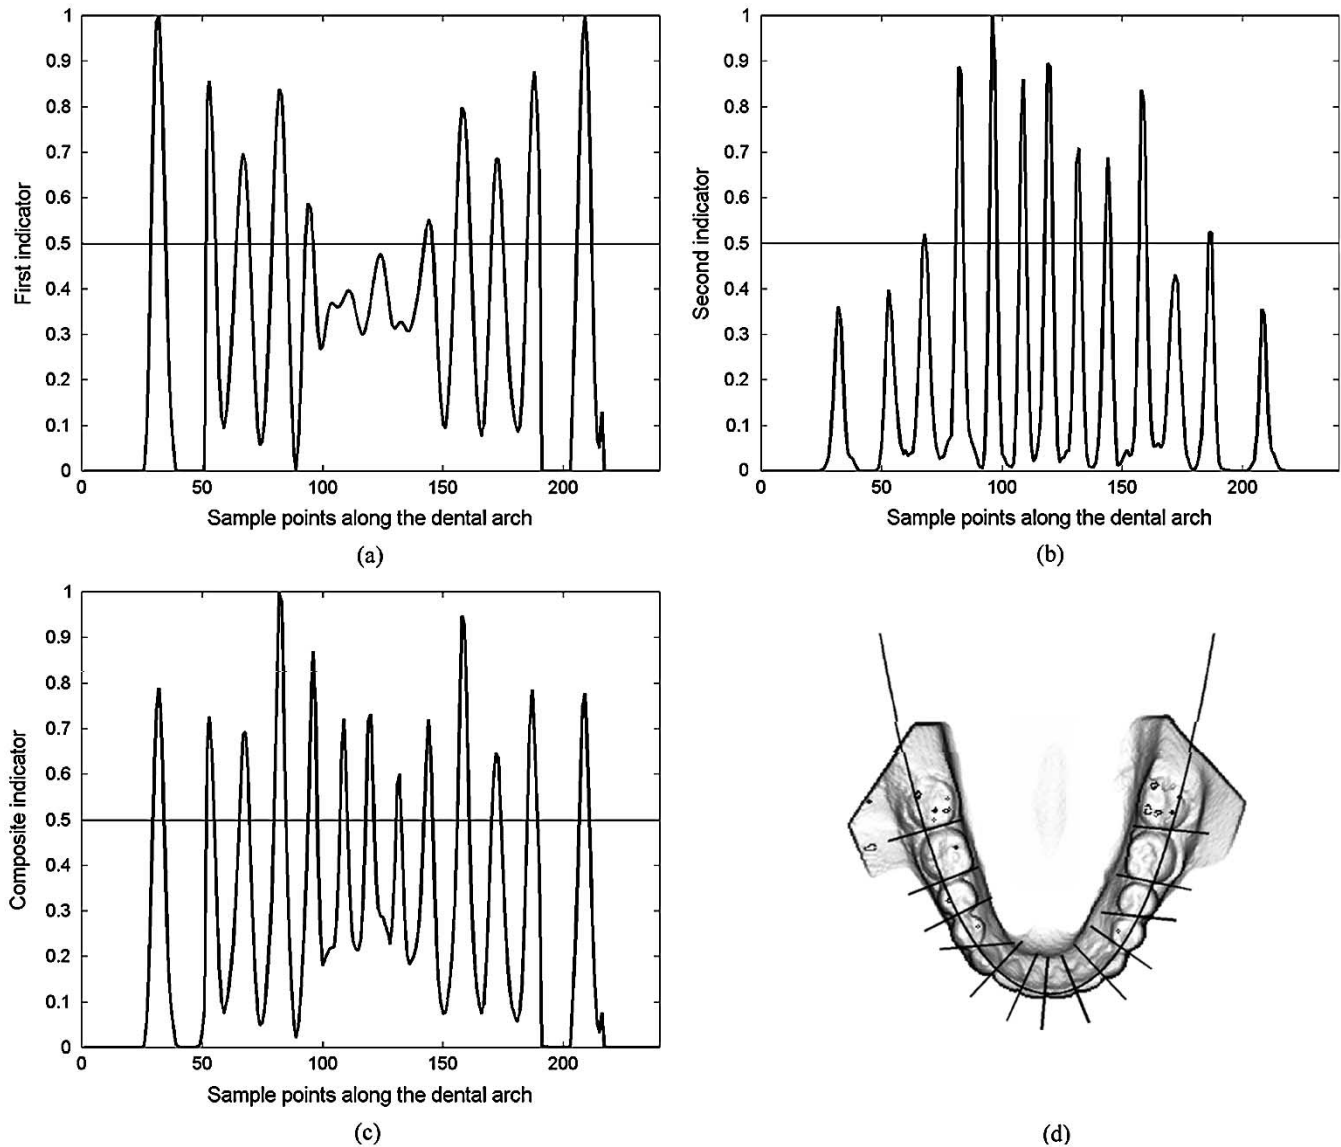 1
0.9
0.8
0.7
0.6
0.5
0.4
0.3
0.2
0.1
0
0 50 100 150 200
First indicator
Sample points along the dental arch
(a)
1
0.9
0.8
0.7
0.6
0.5
0.4
0.3
0.2
0.1
0
0 50 100 150 200
Second indicator
Sample points along the dental arch
(b)
1
0.9
0.8
0.7
0.6
0.5
0.4
0.3
0.2
0.1
0
0 50 100 150 200
Composite indicator
Sample points along the dental arch
(c)
(d)